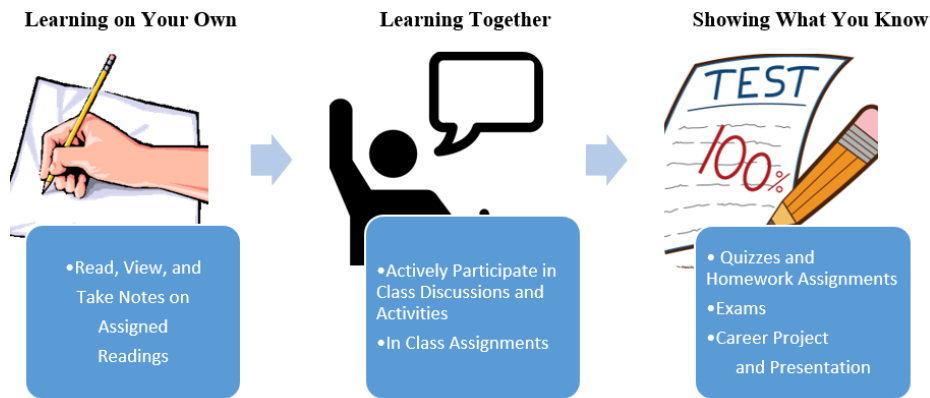 Learning on Your Own
Learning Together
Showing What You Know
TEST
100%
•Read, View, and
Take Notes on
Assigned
Readings
•Actively Participate in
Class Discussions and
Activities
•In Class Assignments
• Quizzes and
Homework Assignments
•Exams
•Career Project
and Presentation